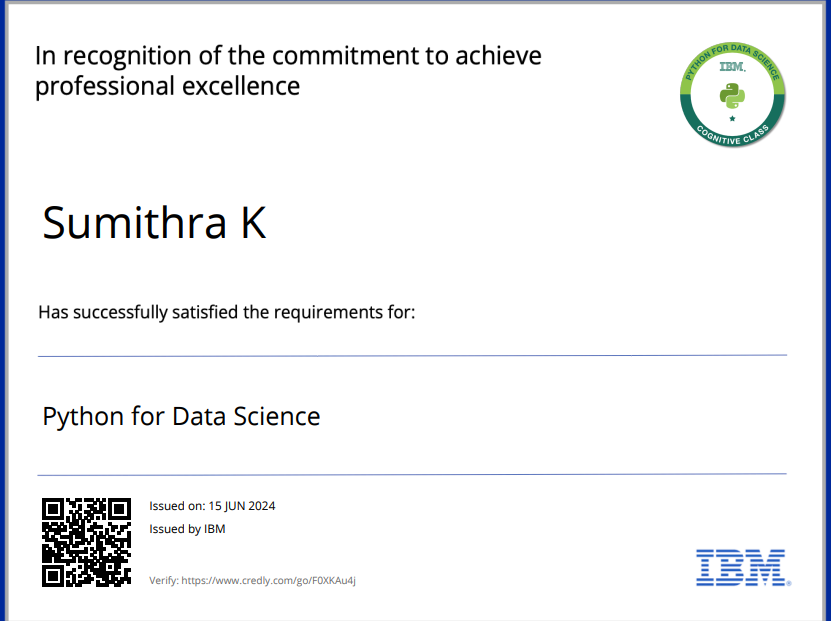 In recognition of the commitment to achieve
professional excellence
PYTHON FOR DATA SCIENCE
IBM.
COGNITIVE CLASS
Sumithra K
Has successfully satisfied the requirements for:
Python for Data Science
Issued on: 15 JUN 2024
Issued by IBM
Verify: https://www.credly.com/go/F0XKAu4j
IBM®